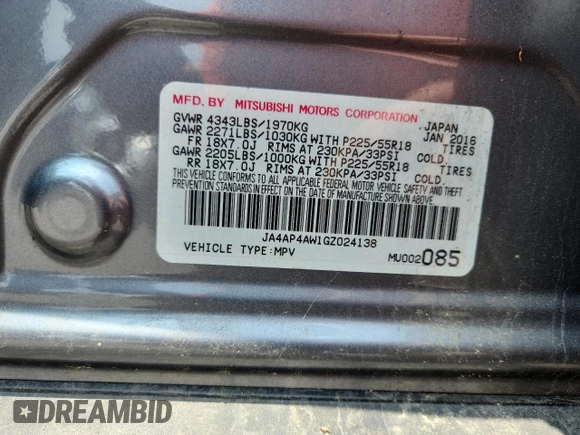 MFD. BY MITSUBISHI MOTORS CORPORATION, JAPAN
GVWR 4343LBS/1970KG JAN 2016
GAWR 2271LBS/1030KG WITH P225/55R18 TIRES
FR 18X7.0J RIMS AT 230KPA/33PSI COLD.
GAWR 2205LBS/1000KG WITH P225/55R18 TIRES
RR 18X7.0J RIMS AT 230KPA/33PSI COLD.
THIS VEHICLE CONFORMS TO ALL APPLICABLE FEDERAL MOTOR VEHICLE SAFETY AND THEFT
PREVENTION STANDARDS IN EFFECT ON THE DATE OF MANUFACTURE SHOWN ABOVE.
JA4AP4AW1GZ024138
VEHICLE TYPE:MPV MU002085
DREAMBID